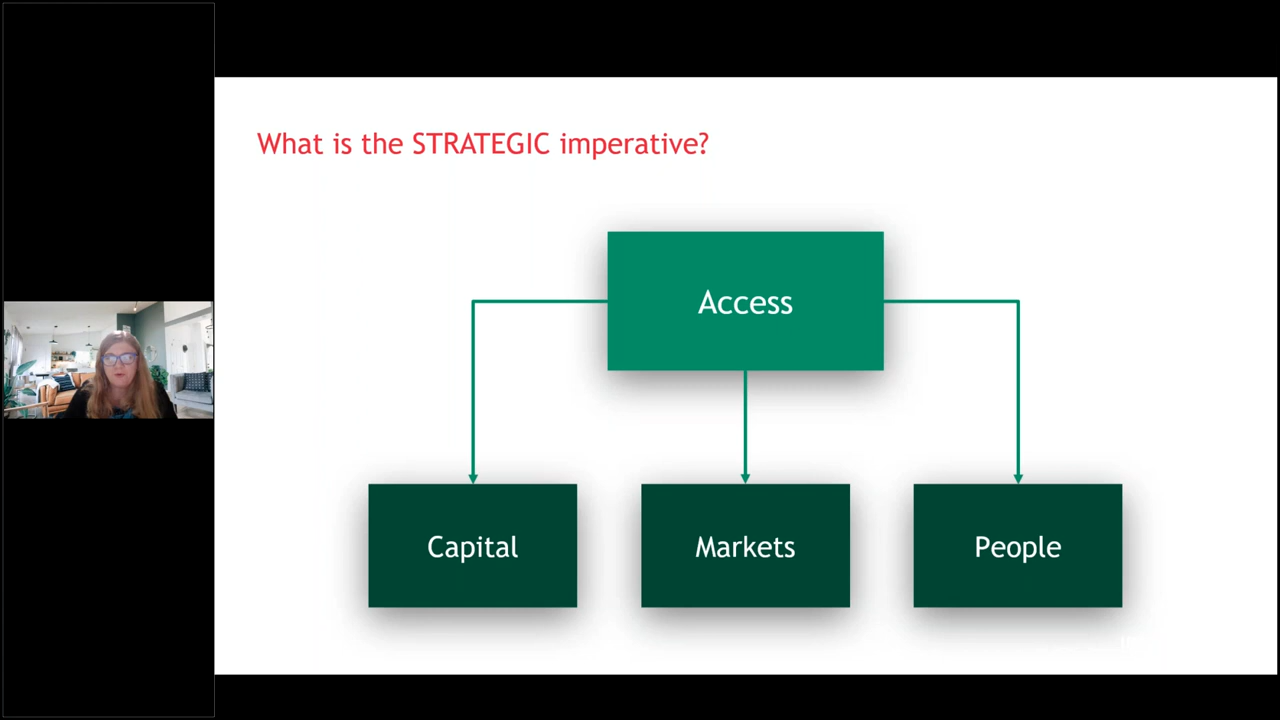 What is the STRATEGIC imperative?
Access
Capital
Markets
People